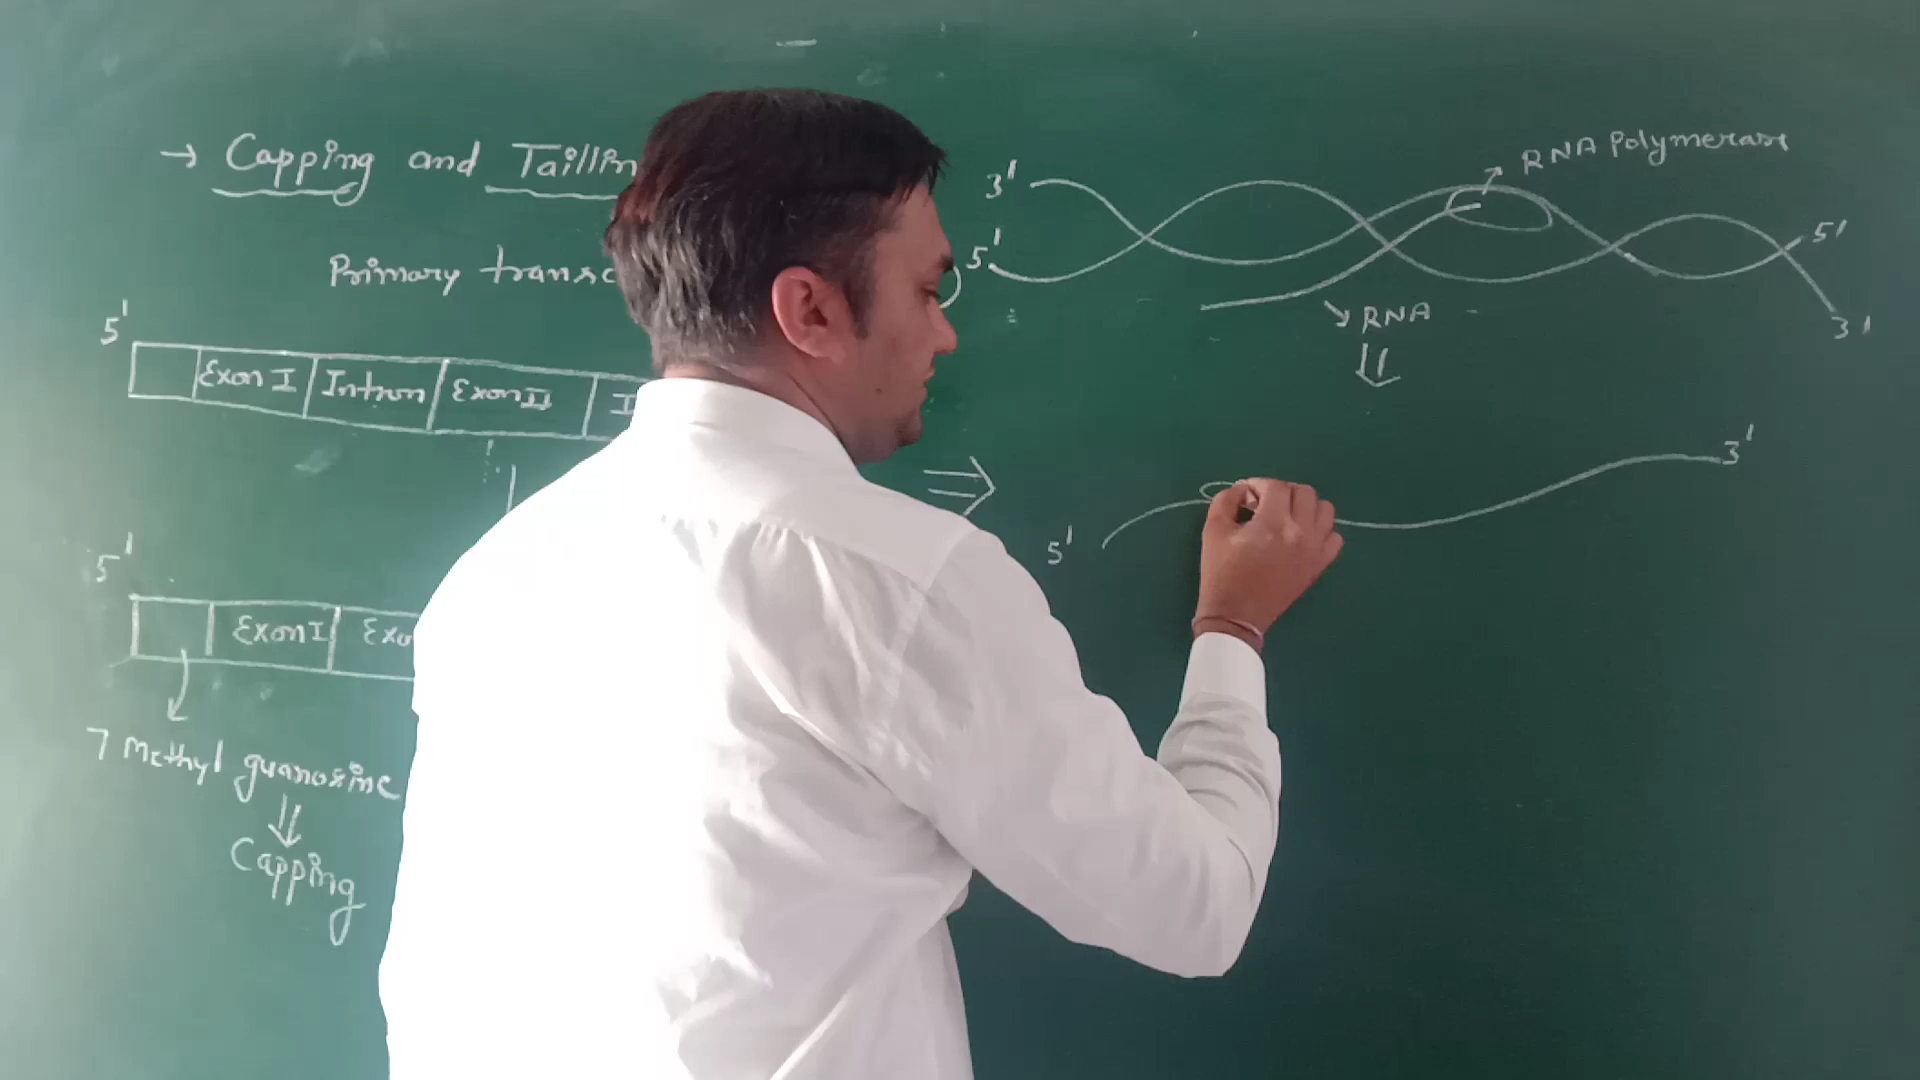 → Capping and Taillin
Primary transc
5'
Exon I Intron Exon II I
5'
Exon I Exo
7 Methyl guanosine
⇓
Capping
⇒
3' RNA Polymerase
5' 5'
RNA 3'
⇓
3'
5'